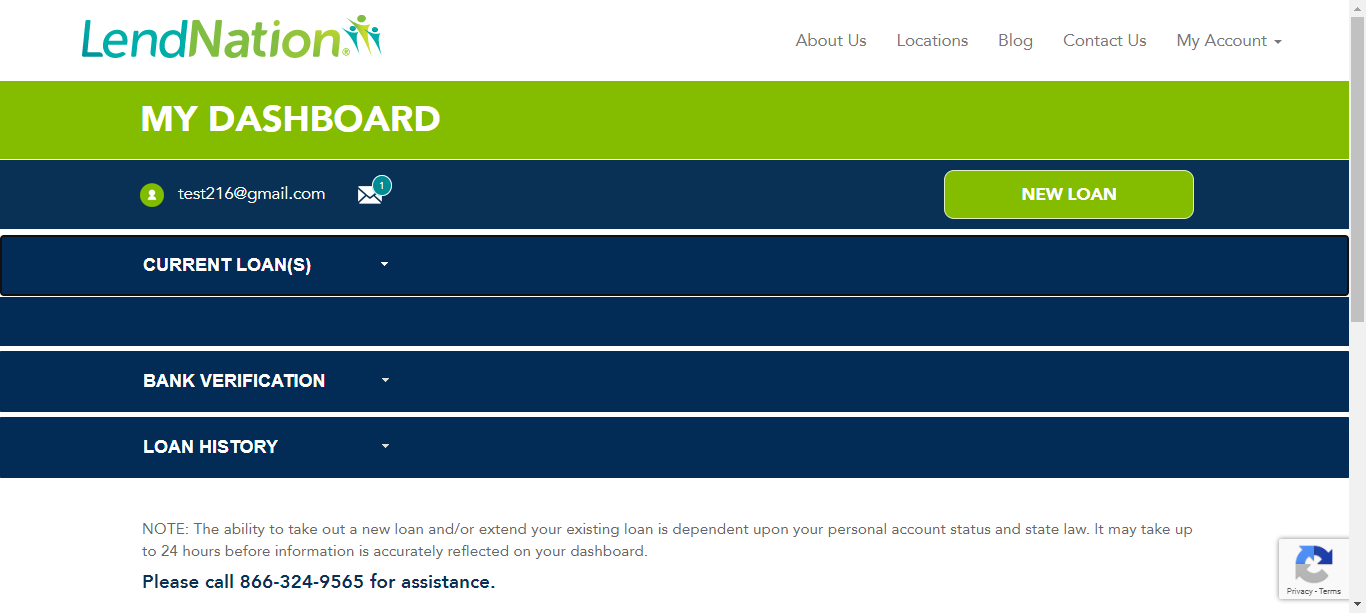 LendNation®
About Us Locations Blog Contact Us My Account
MY DASHBOARD
test216@gmail.com 1 NEW LOAN
CURRENT LOAN(S)
BANK VERIFICATION
LOAN HISTORY
NOTE: The ability to take out a new loan and/or extend your existing loan is dependent upon your personal account status and state law. It may take up
to 24 hours before information is accurately reflected on your dashboard.
Please call 866-324-9565 for assistance.
Privacy - Terms